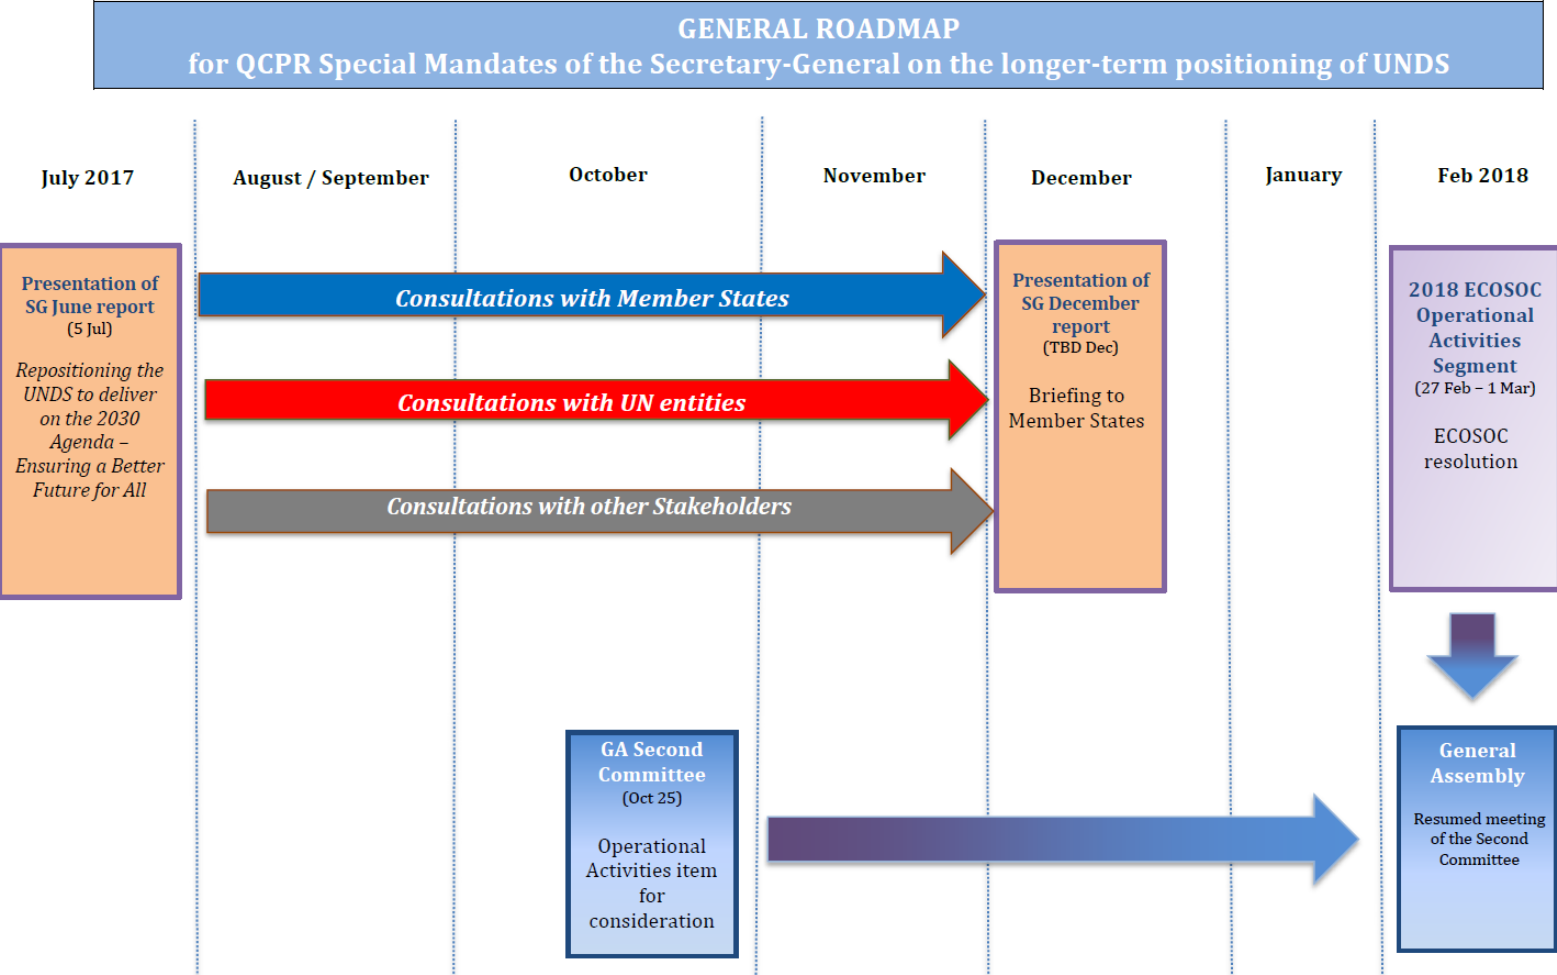 GENERAL ROADMAP
for QCPR Special Mandates of the Secretary-General on the longer-term positioning of UNDS
July 2017
August / September
October
November
December
January
Feb 2018
Presentation of
SG June report
(5 Jul)
Repositioning the
UNDS to deliver
on the 2030
Agenda –
Ensuring a Better
Future for All
Consultations with Member States
Consultations with UN entities
Consultations with other Stakeholders
Presentation of
SG December
report
(TBD Dec)
Briefing to
Member States
2018 ECOSOC
Operational
Activities
Segment
(27 Feb – 1 Mar)
ECOSOC
resolution
GA Second
Committee
(Oct 25)
Operational
Activities item
for
consideration
General
Assembly
Resumed meeting
of the Second
Committee